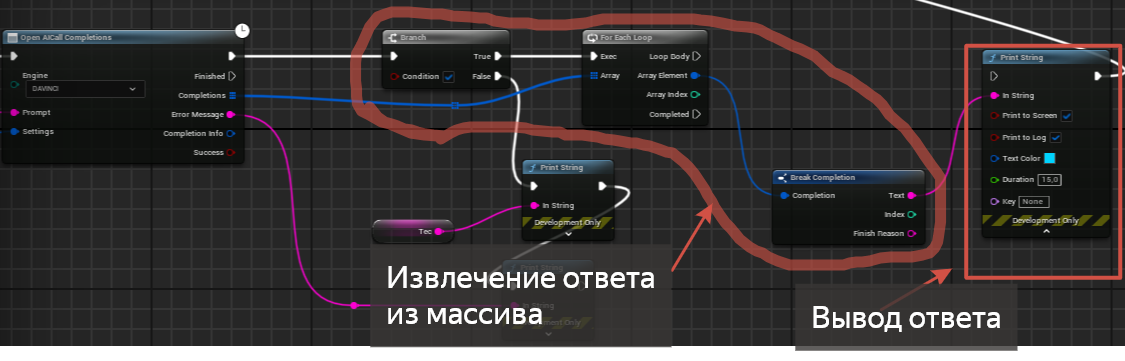 Open AICall Completions
Finished
Engine
DAVINCI
Completions
Prompt
Error Message
Settings
Completion Info
Success
Branch
True
Condition
False
For Each Loop
Exec
Loop Body
Array
Array Element
Array Index
Completed
Print String
In String
Development Only
Tec
In String
Break Completion
Completion
Text
Index
Finish Reason
Print String
In String
Print to Screen
Print to Log
Text Color
Duration
15,0
Key
None
Development Only
Извлечение ответа
из массива
Вывод ответа